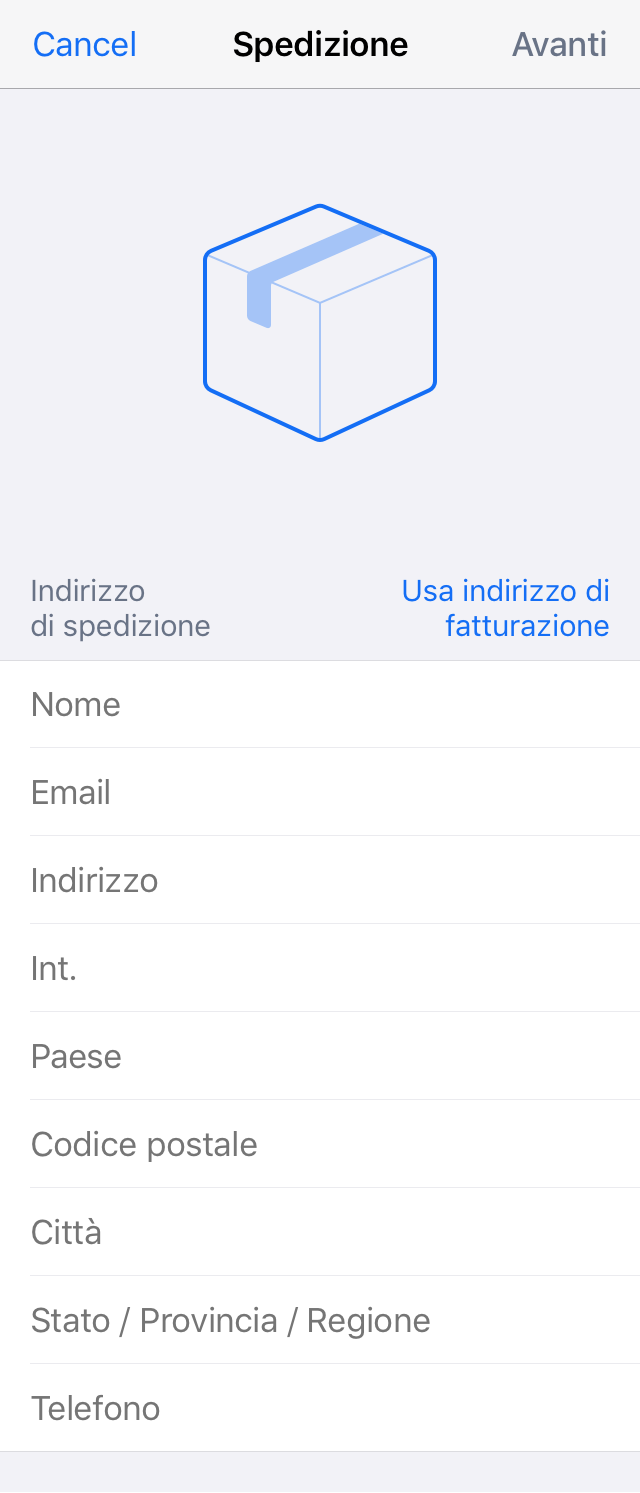 Cancel Spedizione Avanti
Indirizzo
di spedizione
Usa indirizzo di
fatturazione
Nome
Email
Indirizzo
Int.
Paese
Codice postale
Città
Stato / Provincia / Regione
Telefono